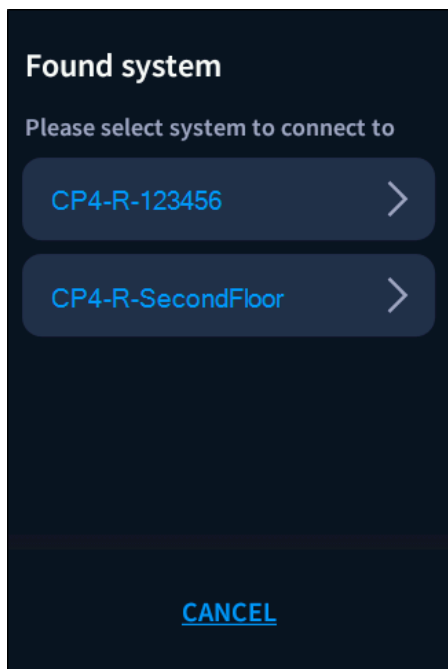 Found system
Please select system to connect to
CP4-R-123456
CP4-R-SecondFloor
CANCEL